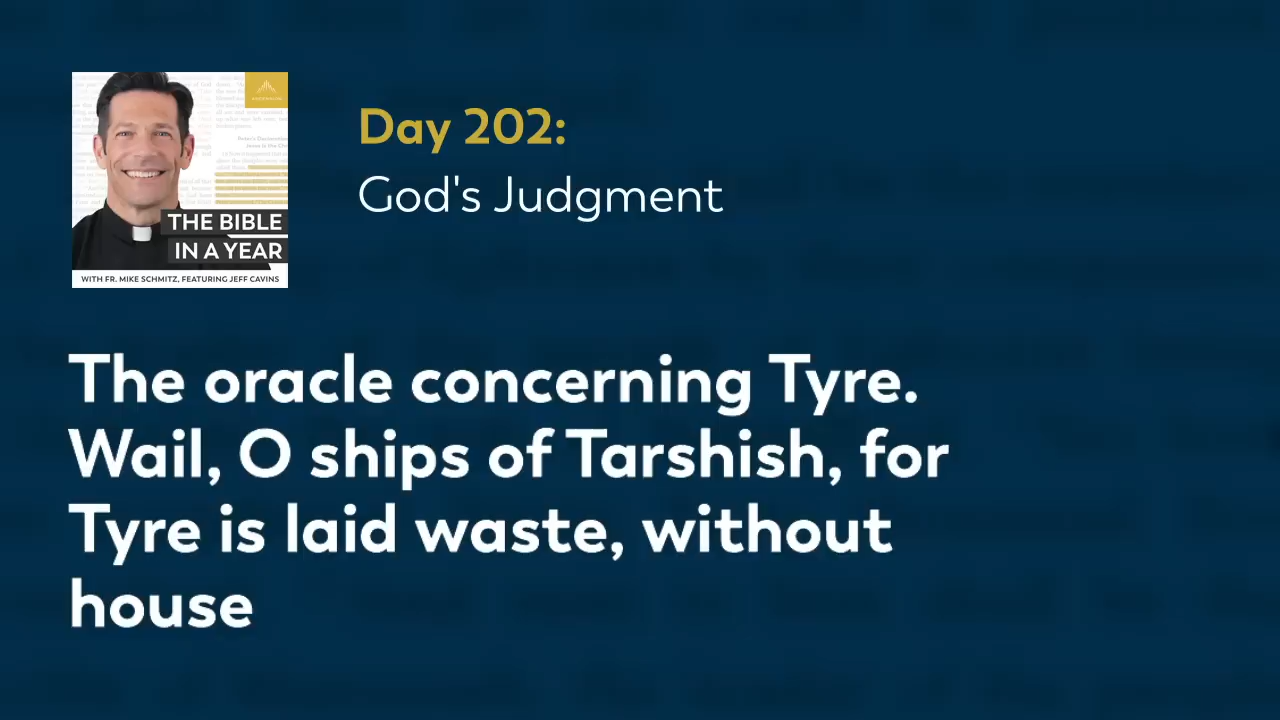 Day 202:
God's Judgment
THE BIBLE
IN A YEAR
WITH FR. MIKE SCHMITZ, FEATURING JEFF CAVINS
The oracle concerning Tyre.
Wail, O ships of Tarshish, for
Tyre is laid waste, without
house